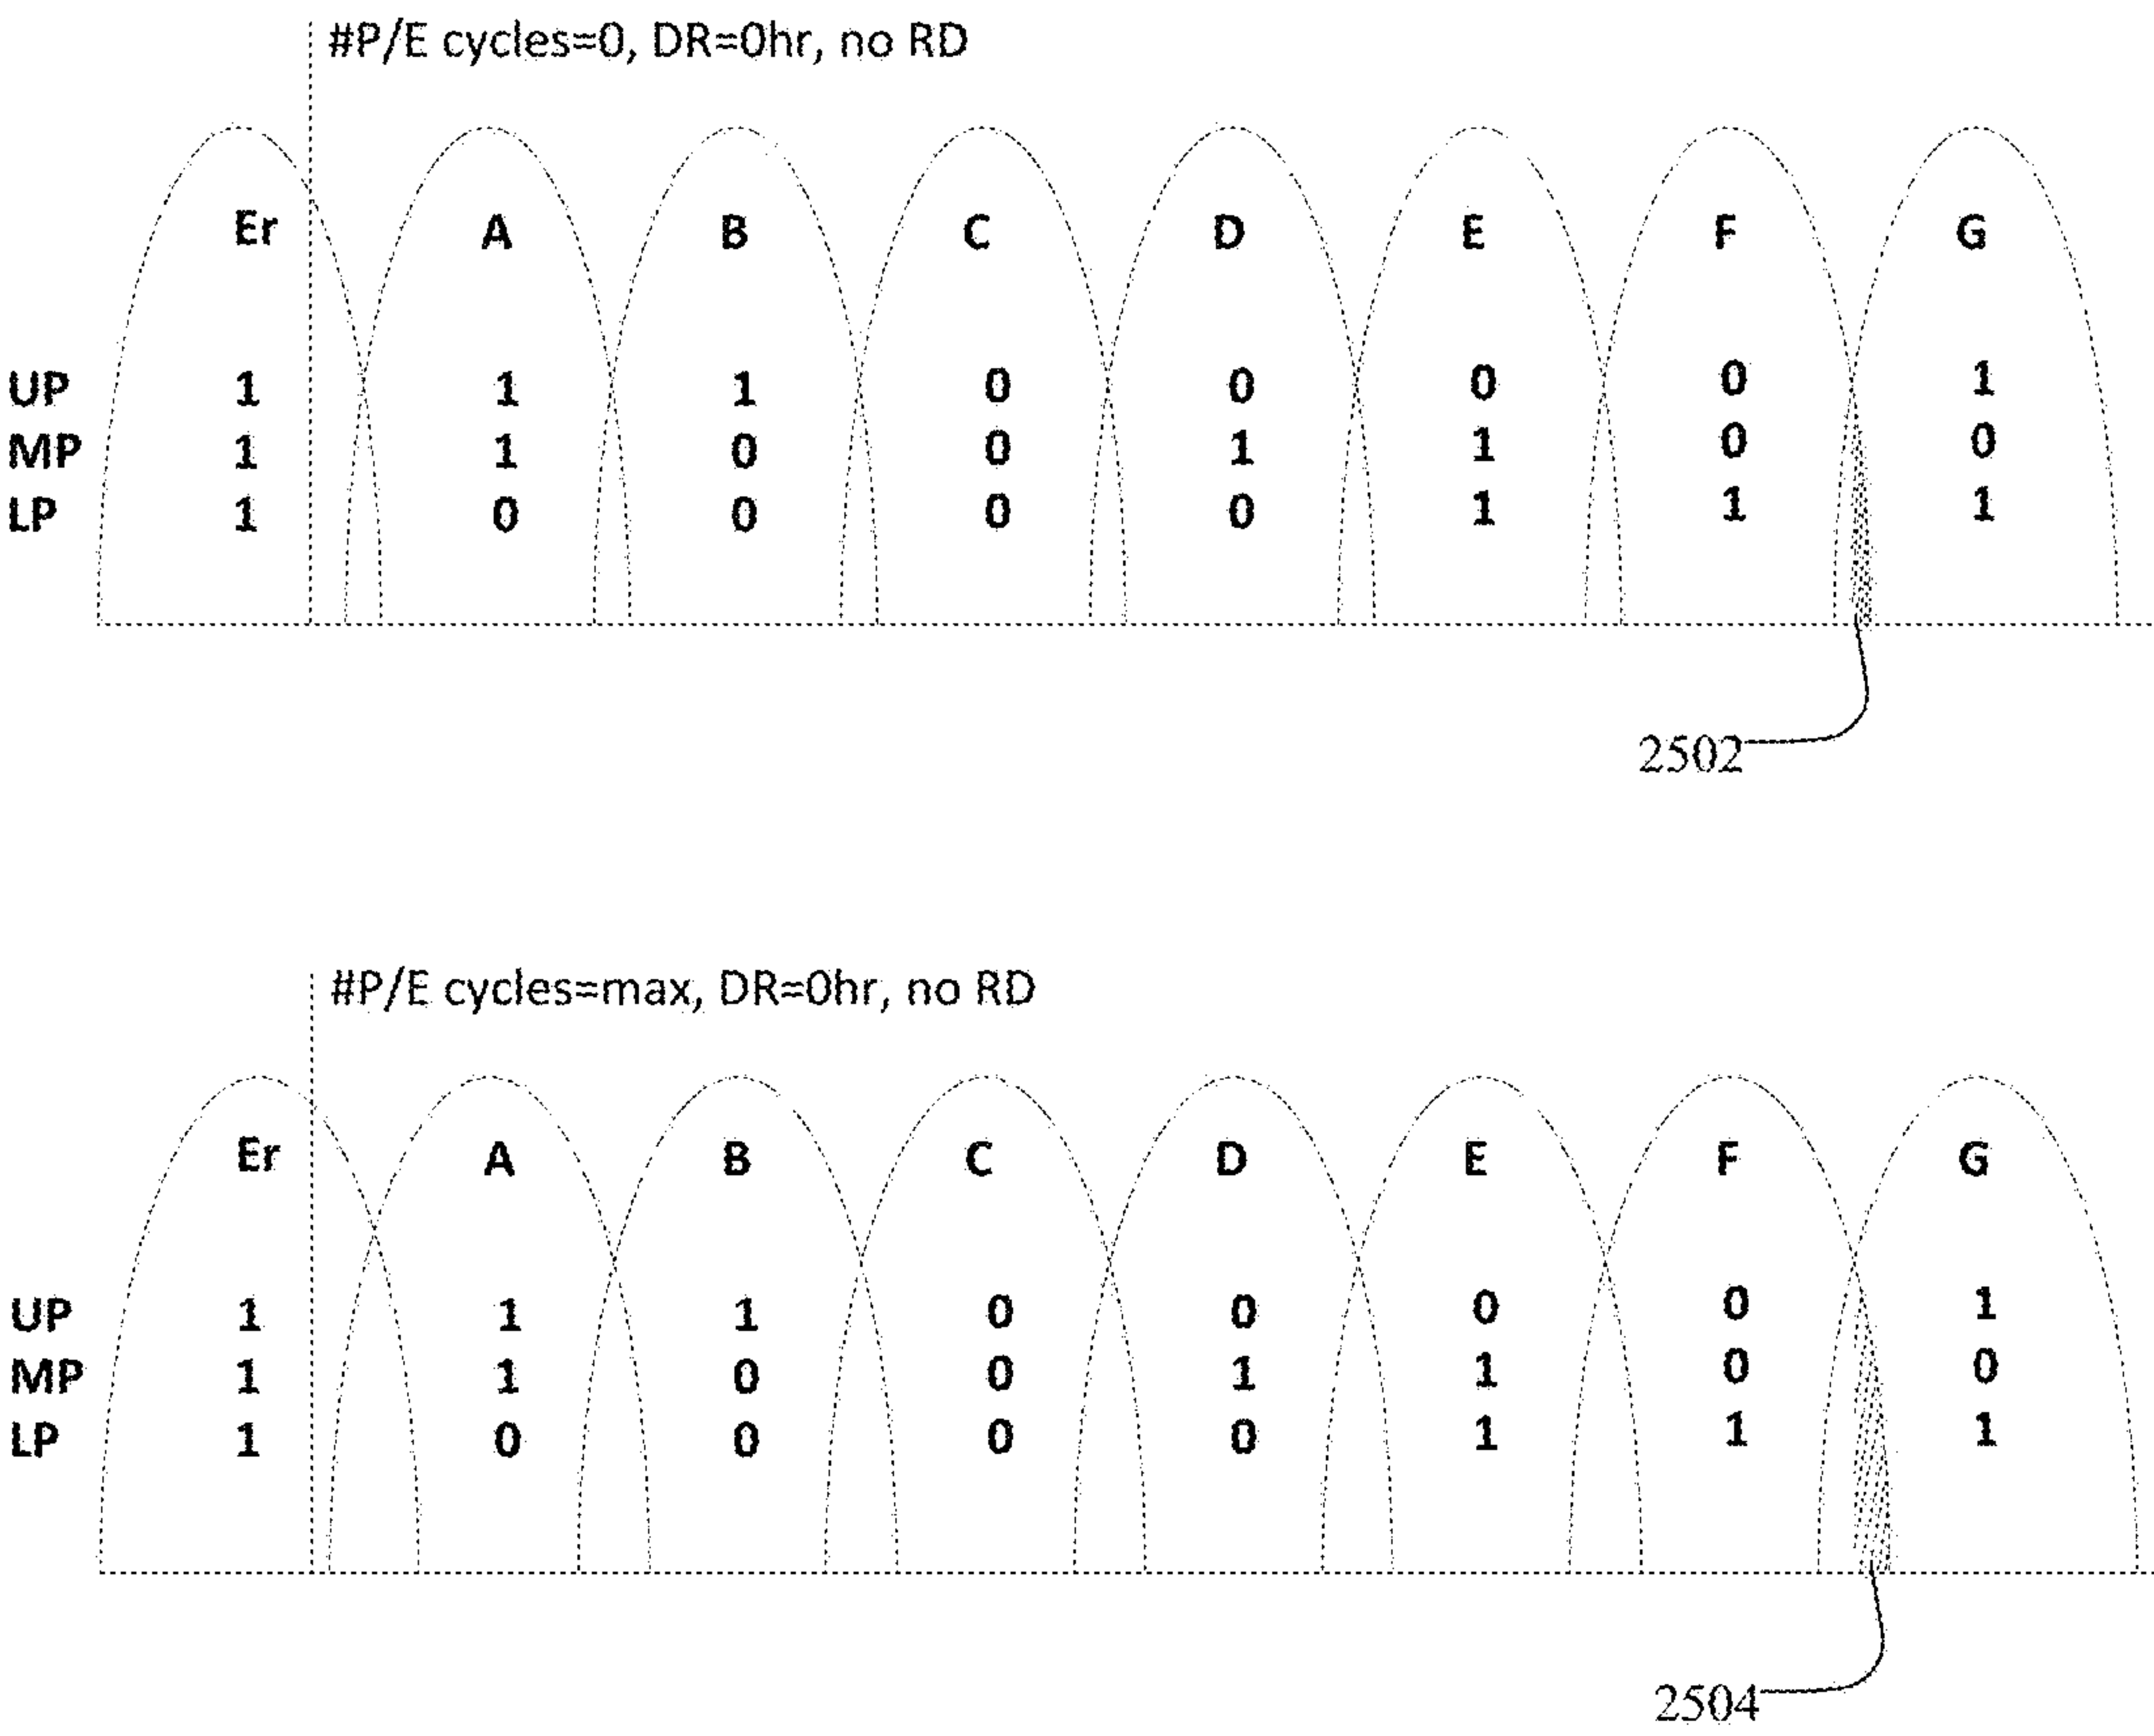 #P/E cycles=0, DR=0hr, no RD
Er A B C D E F G
UP 1 1 1 0 0 0 0 1
MP 1 1 0 0 1 1 0 0
LP 1 0 0 0 0 1 1 1
2502
#P/E cycles=max, DR=0hr, no RD
Er A B C D E F G
UP 1 1 1 0 0 0 0 1
MP 1 1 0 0 1 1 0 0
LP 1 0 0 0 0 1 1 1
2504